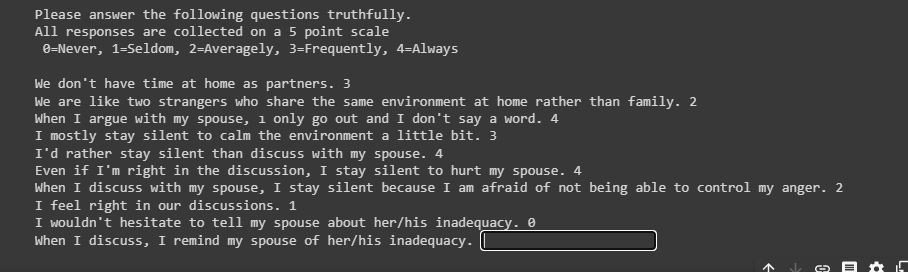 Please answer the following questions truthfully.
All responses are collected on a 5 point scale
0=Never, 1=Seldom, 2=Averagely, 3=Frequently, 4=Always
We don't have time at home as partners. 3
We are like two strangers who share the same environment at home rather than family. 2
When I argue with my spouse, ı only go out and I don't say a word. 4
I mostly stay silent to calm the environment a little bit. 3
I'd rather stay silent than discuss with my spouse. 4
Even if I'm right in the discussion, I stay silent to hurt my spouse. 4
When I discuss with my spouse, I stay silent because I am afraid of not being able to control my anger. 2
I feel right in our discussions. 1
I wouldn't hesitate to tell my spouse about her/his inadequacy. 0
When I discuss, I remind my spouse of her/his inadequacy.